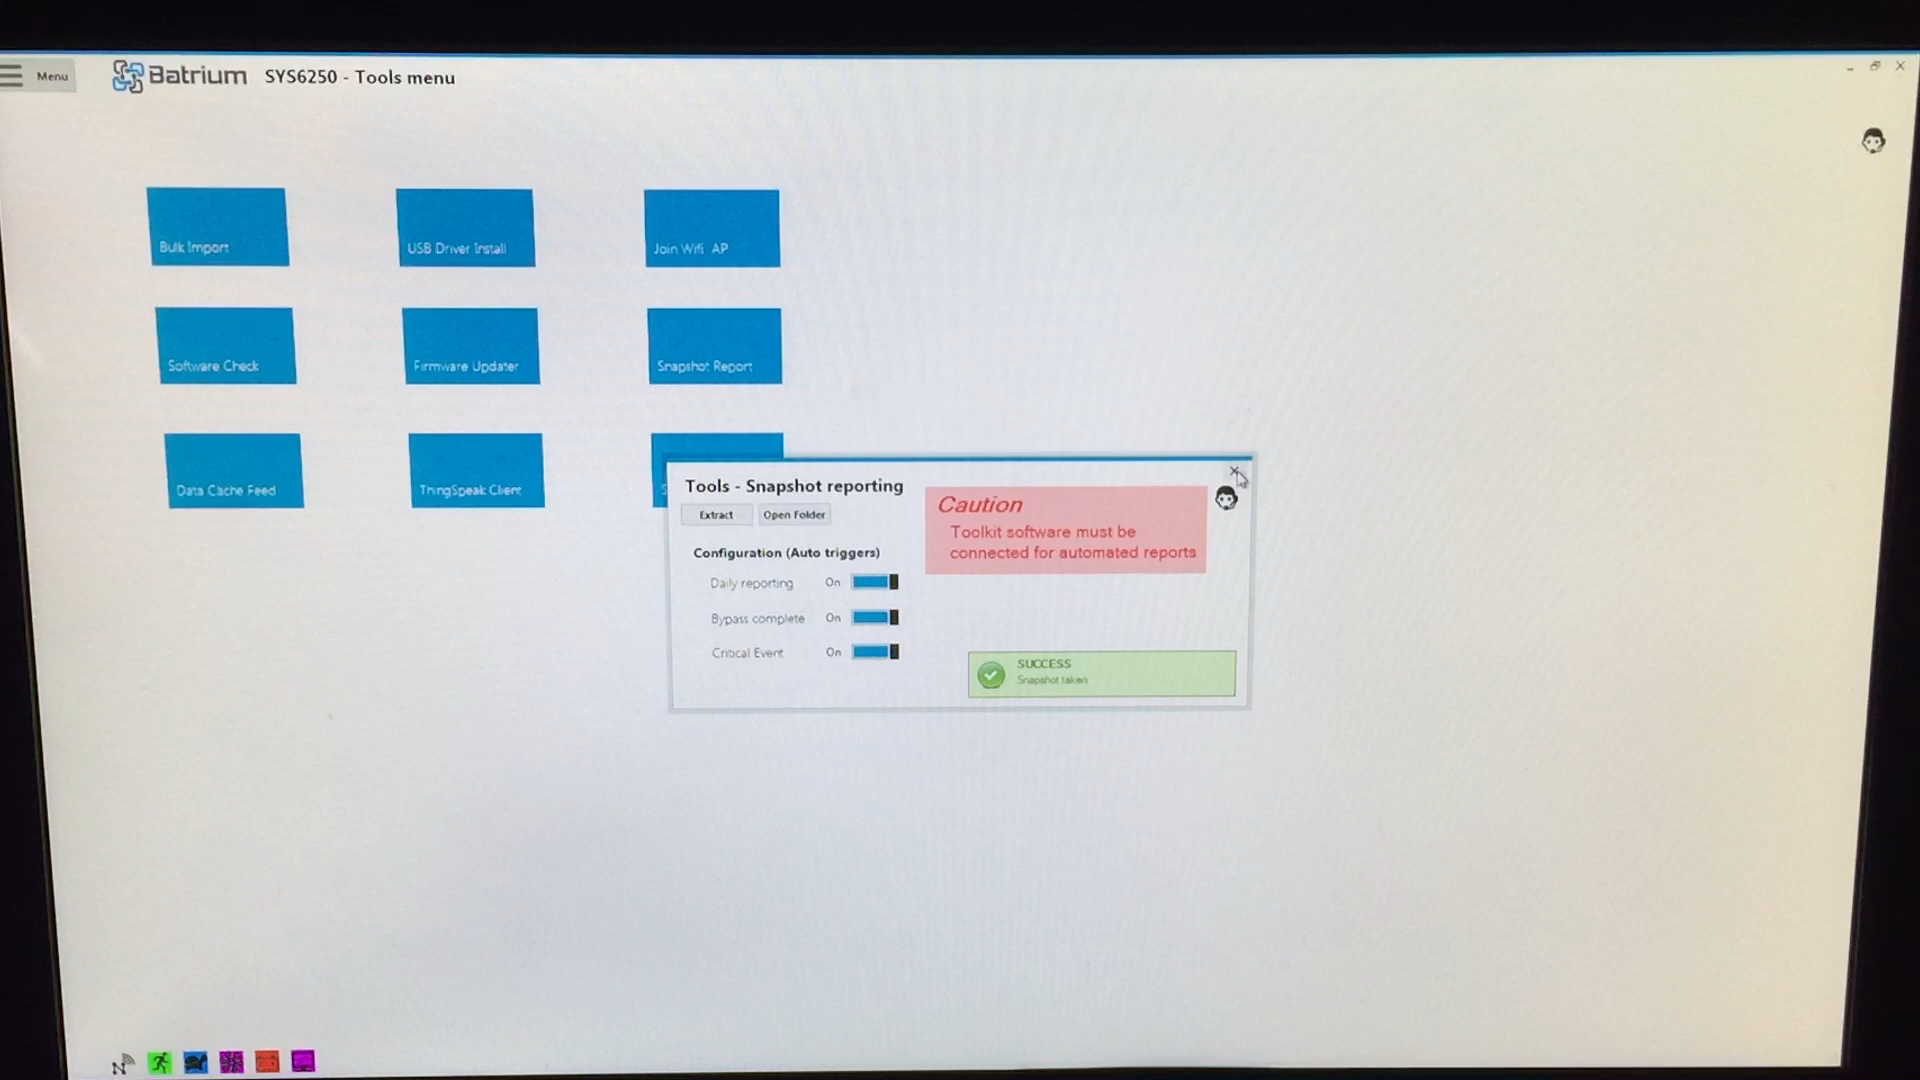 Menu
Batrium
SYS6250 - Tools menu
Bulk Import
USB Driver Install
Join Wifi AP
Software Check
Firmware Updater
Snapshot Report
Data Cache Feed
ThingSpeak Client
Tools - Snapshot reporting
Extract
Open Folder
Caution
Toolkit software must be
connected for automated reports
Configuration (Auto triggers)
Daily reporting On
Bypass complete On
Critical Event On
SUCCESS
Snapshot taken